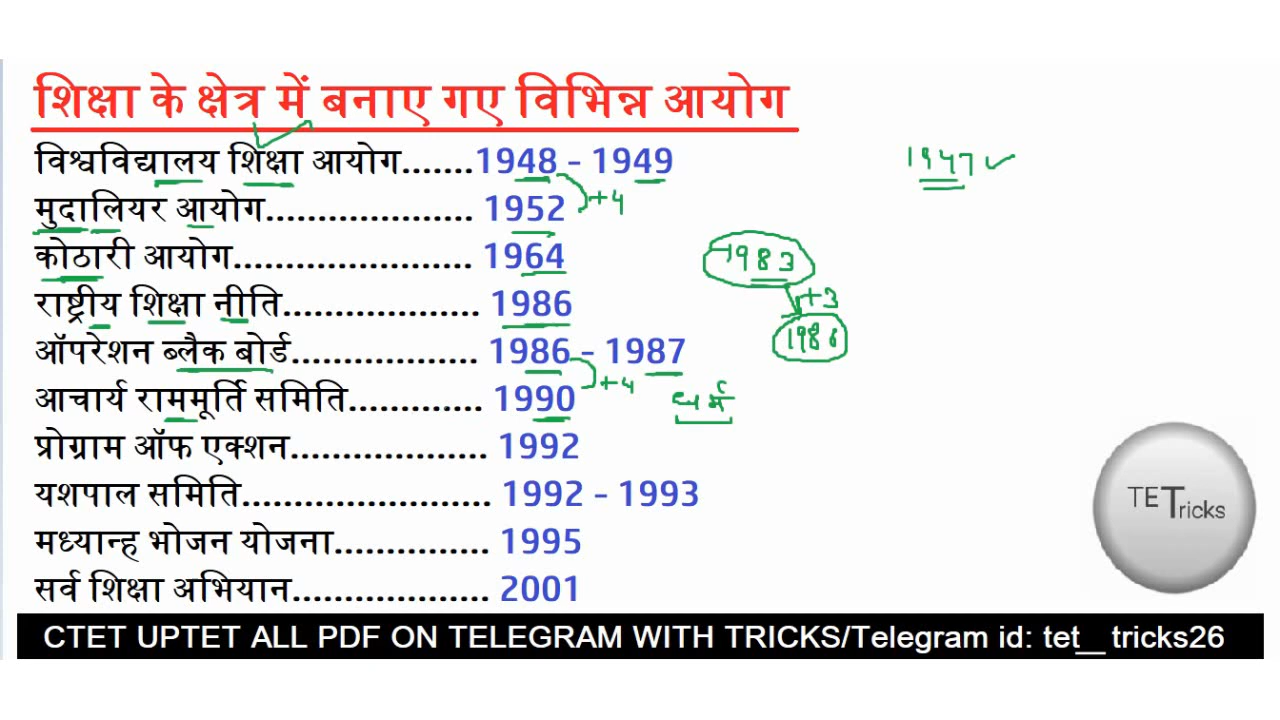 शिक्षा के क्षेत्र में बनाए गए विभिन्न आयोग
विश्वविद्यालय शिक्षा आयोग.......1948 - 1949
1947
+4
मुदालियर आयोग..................... 1952
कोठारी आयोग........................ 1964
1983
+3
राष्ट्रीय शिक्षा नीति.................... 1986
1986
ऑपरेशन ब्लैक बोर्ड................... 1986 - 1987
+4
आचार्य राममूर्ति समिति............. 1990
धर्म
प्रोग्राम ऑफ एक्शन.................... 1992
यशपाल समिति......................... 1992 - 1993
मध्यान्ह भोजन योजना............... 1995
सर्व शिक्षा अभियान.................... 2001
TETricks
CTET UPTET ALL PDF ON TELEGRAM WITH TRICKS/Telegram id: tet__tricks26